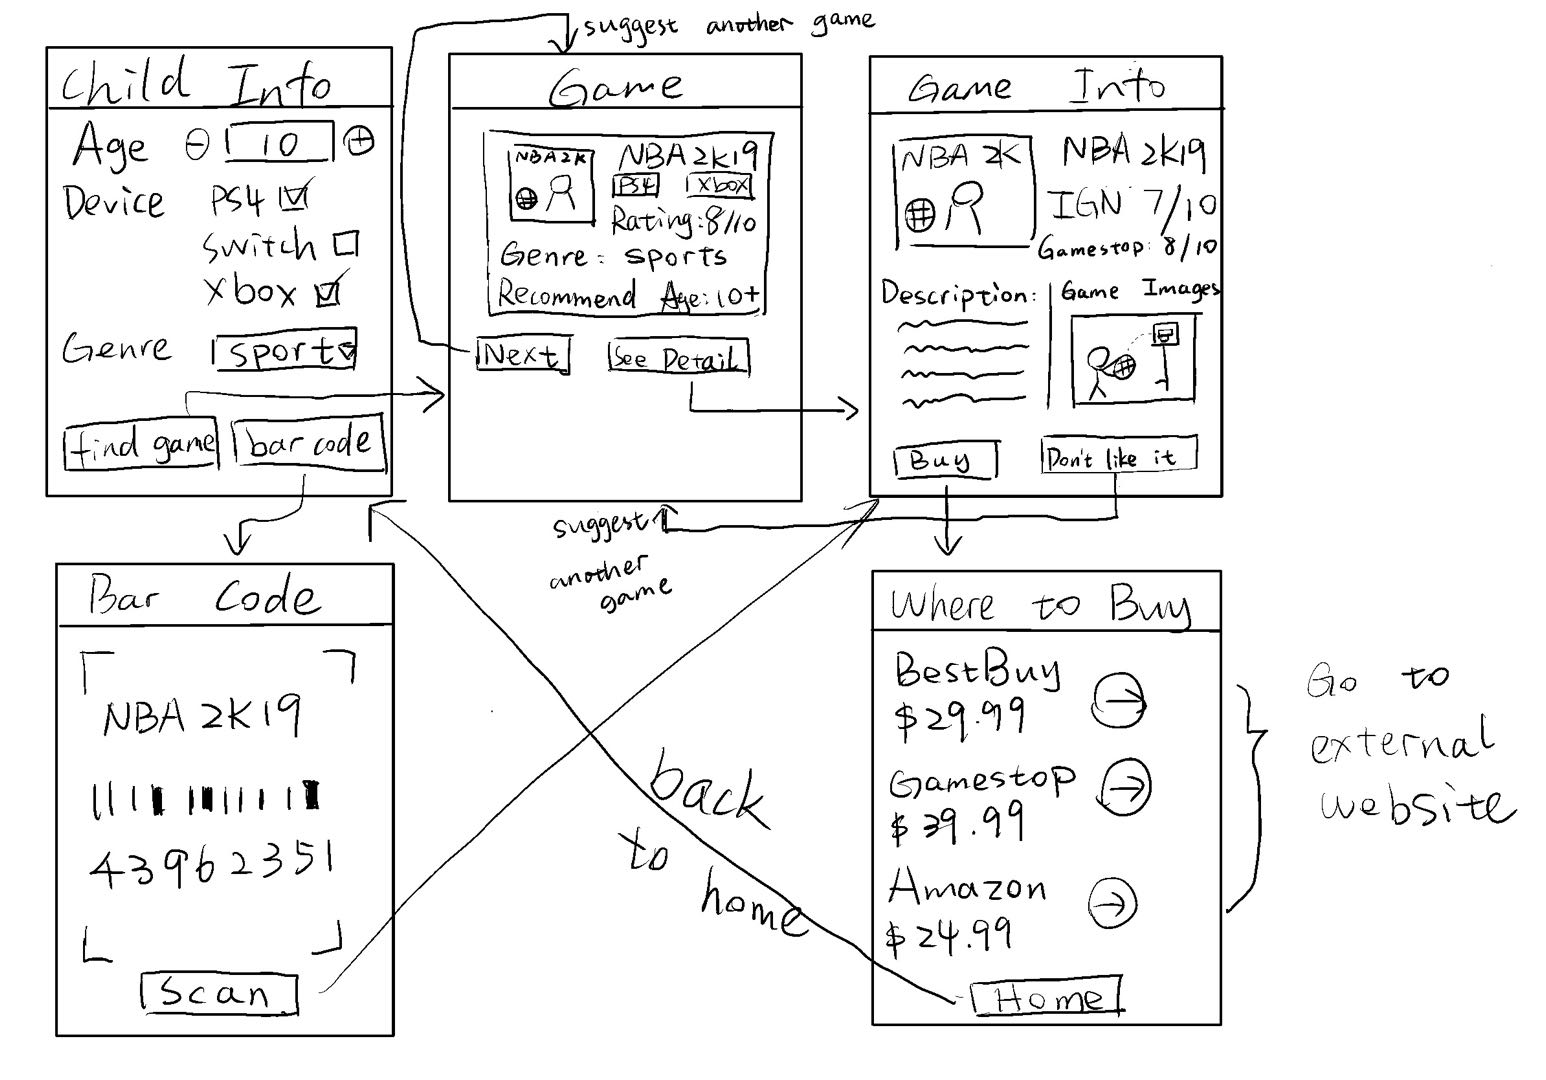 suggest another game
Child Info
Age - 10 +
Device PS4
Switch
Xbox
Genre sports
find game
bar code
Game
NBA 2K
NBA 2K19
PS4 Xbox
Rating: 8/10
Genre: sports
Recommend Age: 10+
Next
See Detail
Game Info
NBA 2K
NBA 2K19
IGN 7/10
Gamestop: 8/10
Description:
Game Images
Buy
Don't like it
suggest
another
game
Bar Code
NBA 2K19
43962351
Scan
back
to
home
Where to Buy
BestBuy
$29.99
Gamestop
$39.99
Amazon
$24.99
Home
Go to
external
website